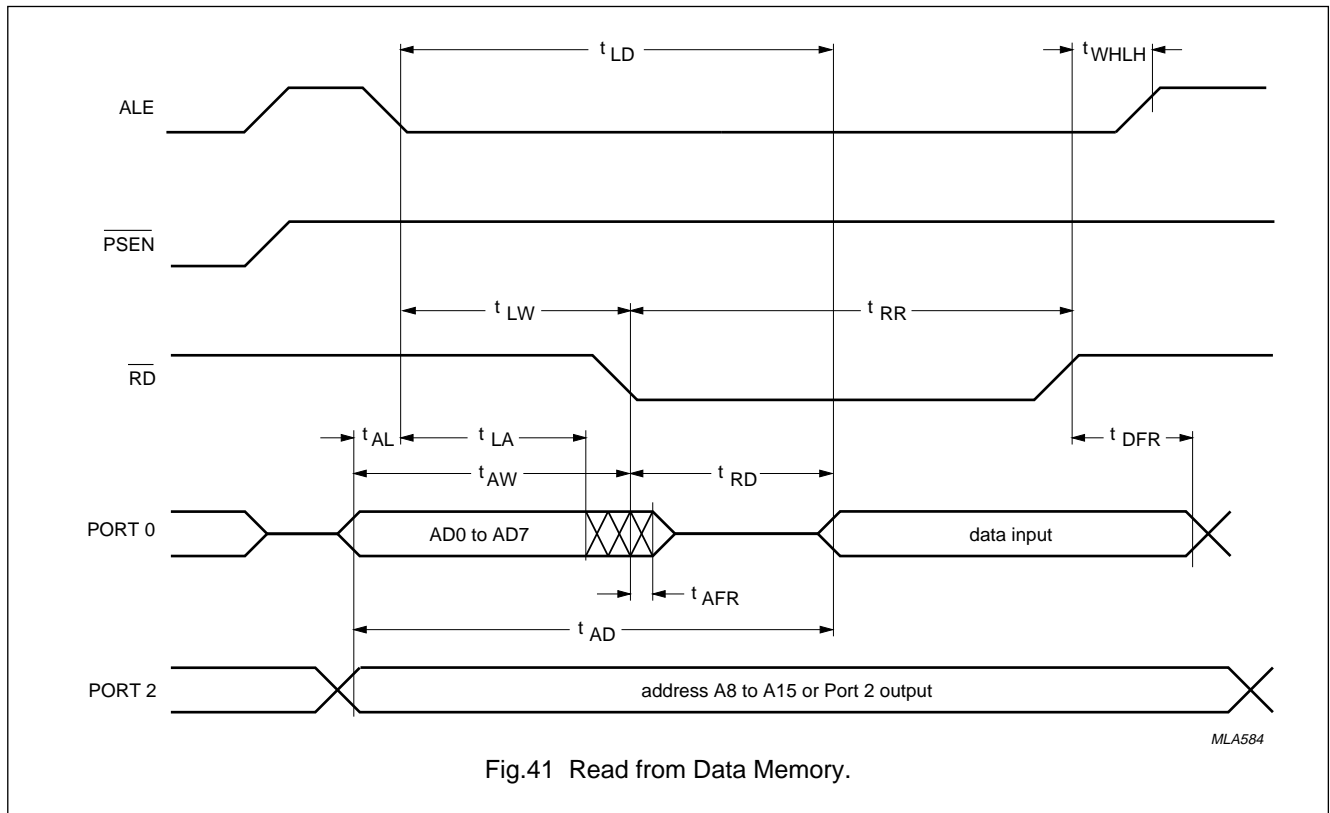 t LD
t WHLH
ALE
PSEN
t LW
t RR
RD
t AL
t LA
t DFR
t AW
t RD
PORT 0
AD0 to AD7
data input
t AFR
t AD
PORT 2
address A8 to A15 or Port 2 output
MLA584
Fig.41 Read from Data Memory.